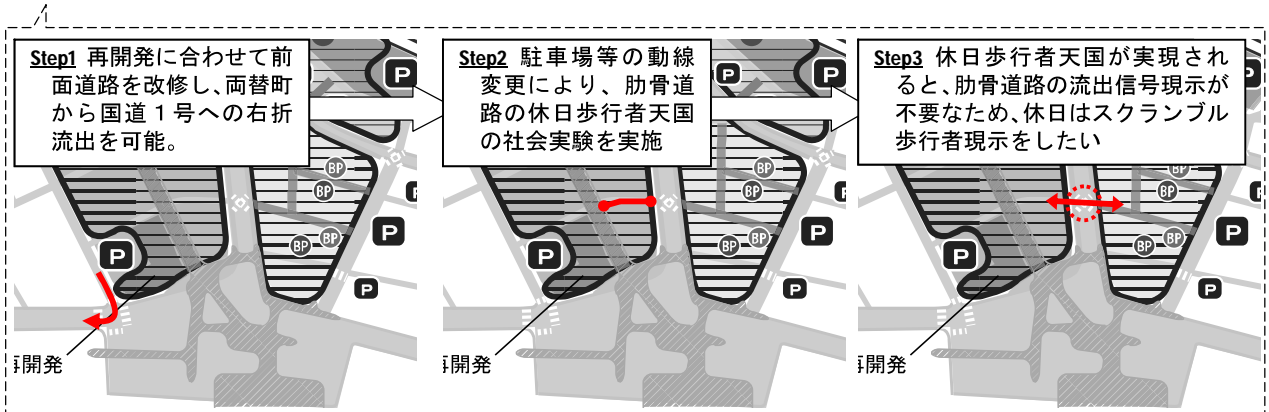 Step1 再開発に合わせて前
面道路を改修し、両替町
から国道１号への右折
流出を可能。
P
P
BP
BP
BP
BP
P
P
再開発
Step2 駐車場等の動線
変更により、肋骨道
路の休日歩行者天国
の社会実験を実施
P
P
BP
BP
BP
BP
P
P
P
再開発
Step3 休日歩行者天国が実現され
ると、肋骨道路の流出信号現示が
不要なため、休日はスクランブル
歩行者現示をしたい
P
BP
BP
BP
BP
P
P
P
再開発